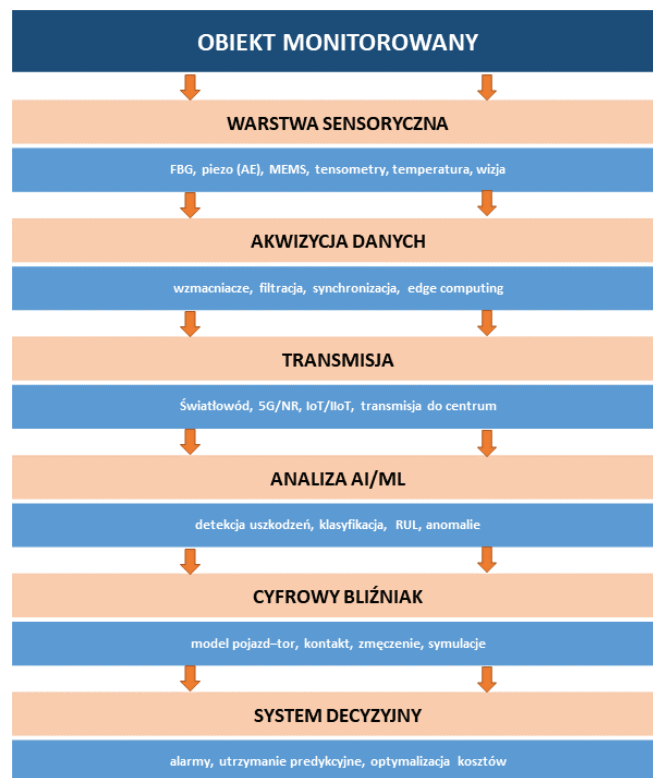 OBIEKT MONITOROWANY
WARSTWA SENSORYCZNA
FBG, piezo (AE), MEMS, tensometry, temperatura, wizja
AKWIZYCJA DANYCH
wzmacniacze, filtracja, synchronizacja, edge computing
TRANSMISJA
Światłowód, 5G/NR, IoT/IIoT, transmisja do centrum
ANALIZA AI/ML
detekcja uszkodzeń, klasyfikacja, RUL, anomalie
CYFROWY BLIŹNIAK
model pojazd–tor, kontakt, zmęczenie, symulacje
SYSTEM DECYZYJNY
alarmy, utrzymanie predykcyjne, optymalizacja kosztów